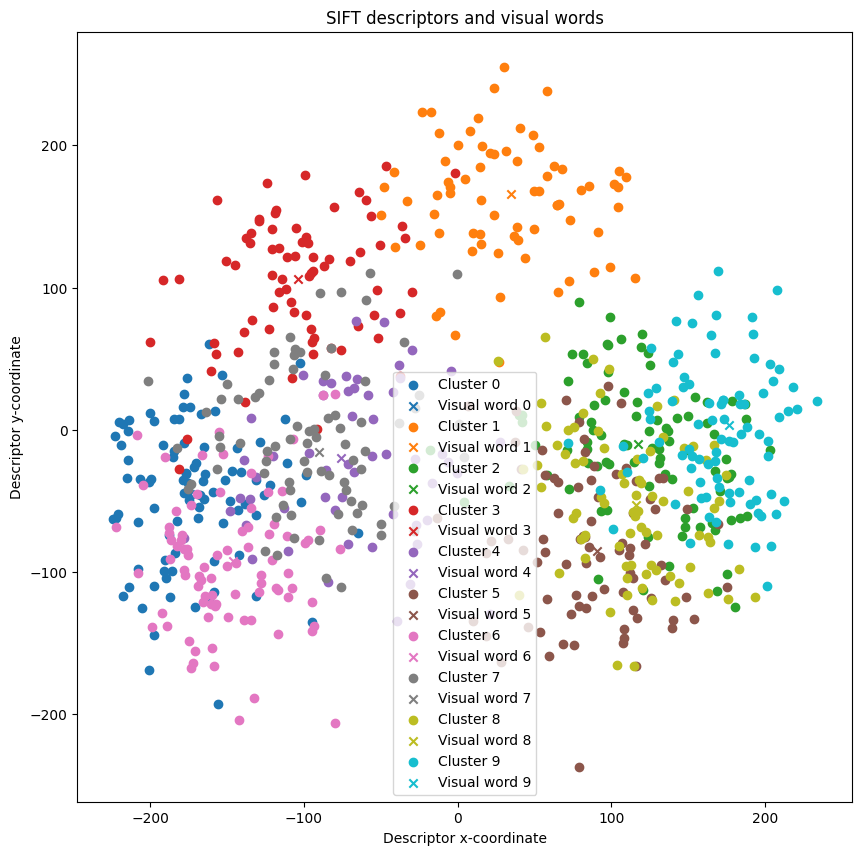 SIFT descriptors and visual words
Descriptor y-coordinate
200
100
0
−100
−200
Cluster 0
Visual word 0
Cluster 1
Visual word 1
Cluster 2
Visual word 2
Cluster 3
Visual word 3
Cluster 4
Visual word 4
Cluster 5
Visual word 5
Cluster 6
Visual word 6
Cluster 7
Visual word 7
Cluster 8
Visual word 8
Cluster 9
Visual word 9
−200 −100 0 100 200
Descriptor x-coordinate